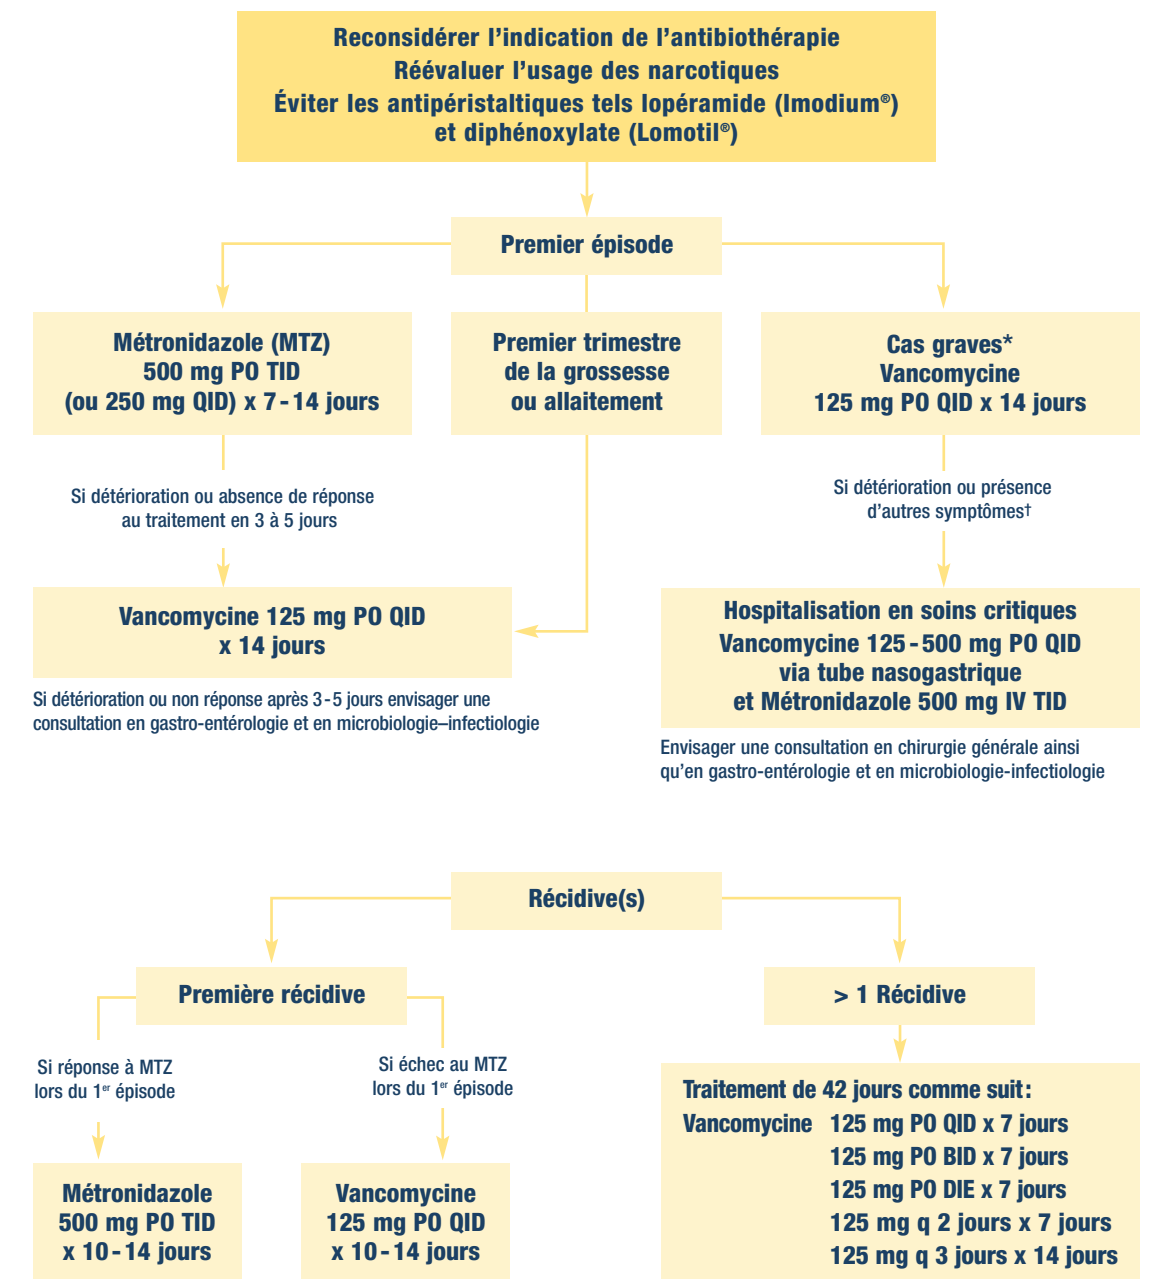 Reconsidérer l’indication de l’antibiothérapie
Réévaluer l’usage des narcotiques
Éviter les antipéristaltiques tels lopéramide (Imodium®)
et diphénoxylate (Lomotil®)
Premier épisode
Métronidazole (MTZ)
500 mg PO TID
(ou 250 mg QID) x 7-14 jours
Premier trimestre
de la grossesse
ou allaitement
Cas graves*
Vancomycine
125 mg PO QID x 14 jours
Si détérioration ou absence de réponse
au traitement en 3 à 5 jours
Si détérioration ou présence
d’autres symptômes†
Vancomycine 125 mg PO QID
x 14 jours
Si détérioration ou non réponse après 3-5 jours envisager une
consultation en gastro-entérologie et en microbiologie–infectiologie
Hospitalisation en soins critiques
Vancomycine 125-500 mg PO QID
via tube nasogastrique
et Métronidazole 500 mg IV TID
Envisager une consultation en chirurgie générale ainsi
qu’en gastro-entérologie et en microbiologie-infectiologie
Récidive(s)
Première récidive
> 1 Récidive
Si réponse à MTZ
lors du 1er épisode
Si échec au MTZ
lors du 1er épisode
Métronidazole
500 mg PO TID
x 10-14 jours
Vancomycine
125 mg PO QID
x 10-14 jours
Traitement de 42 jours comme suit :
Vancomycine 125 mg PO QID x 7 jours
125 mg PO BID x 7 jours
125 mg PO DIE x 7 jours
125 mg q 2 jours x 7 jours
125 mg q 3 jours x 14 jours